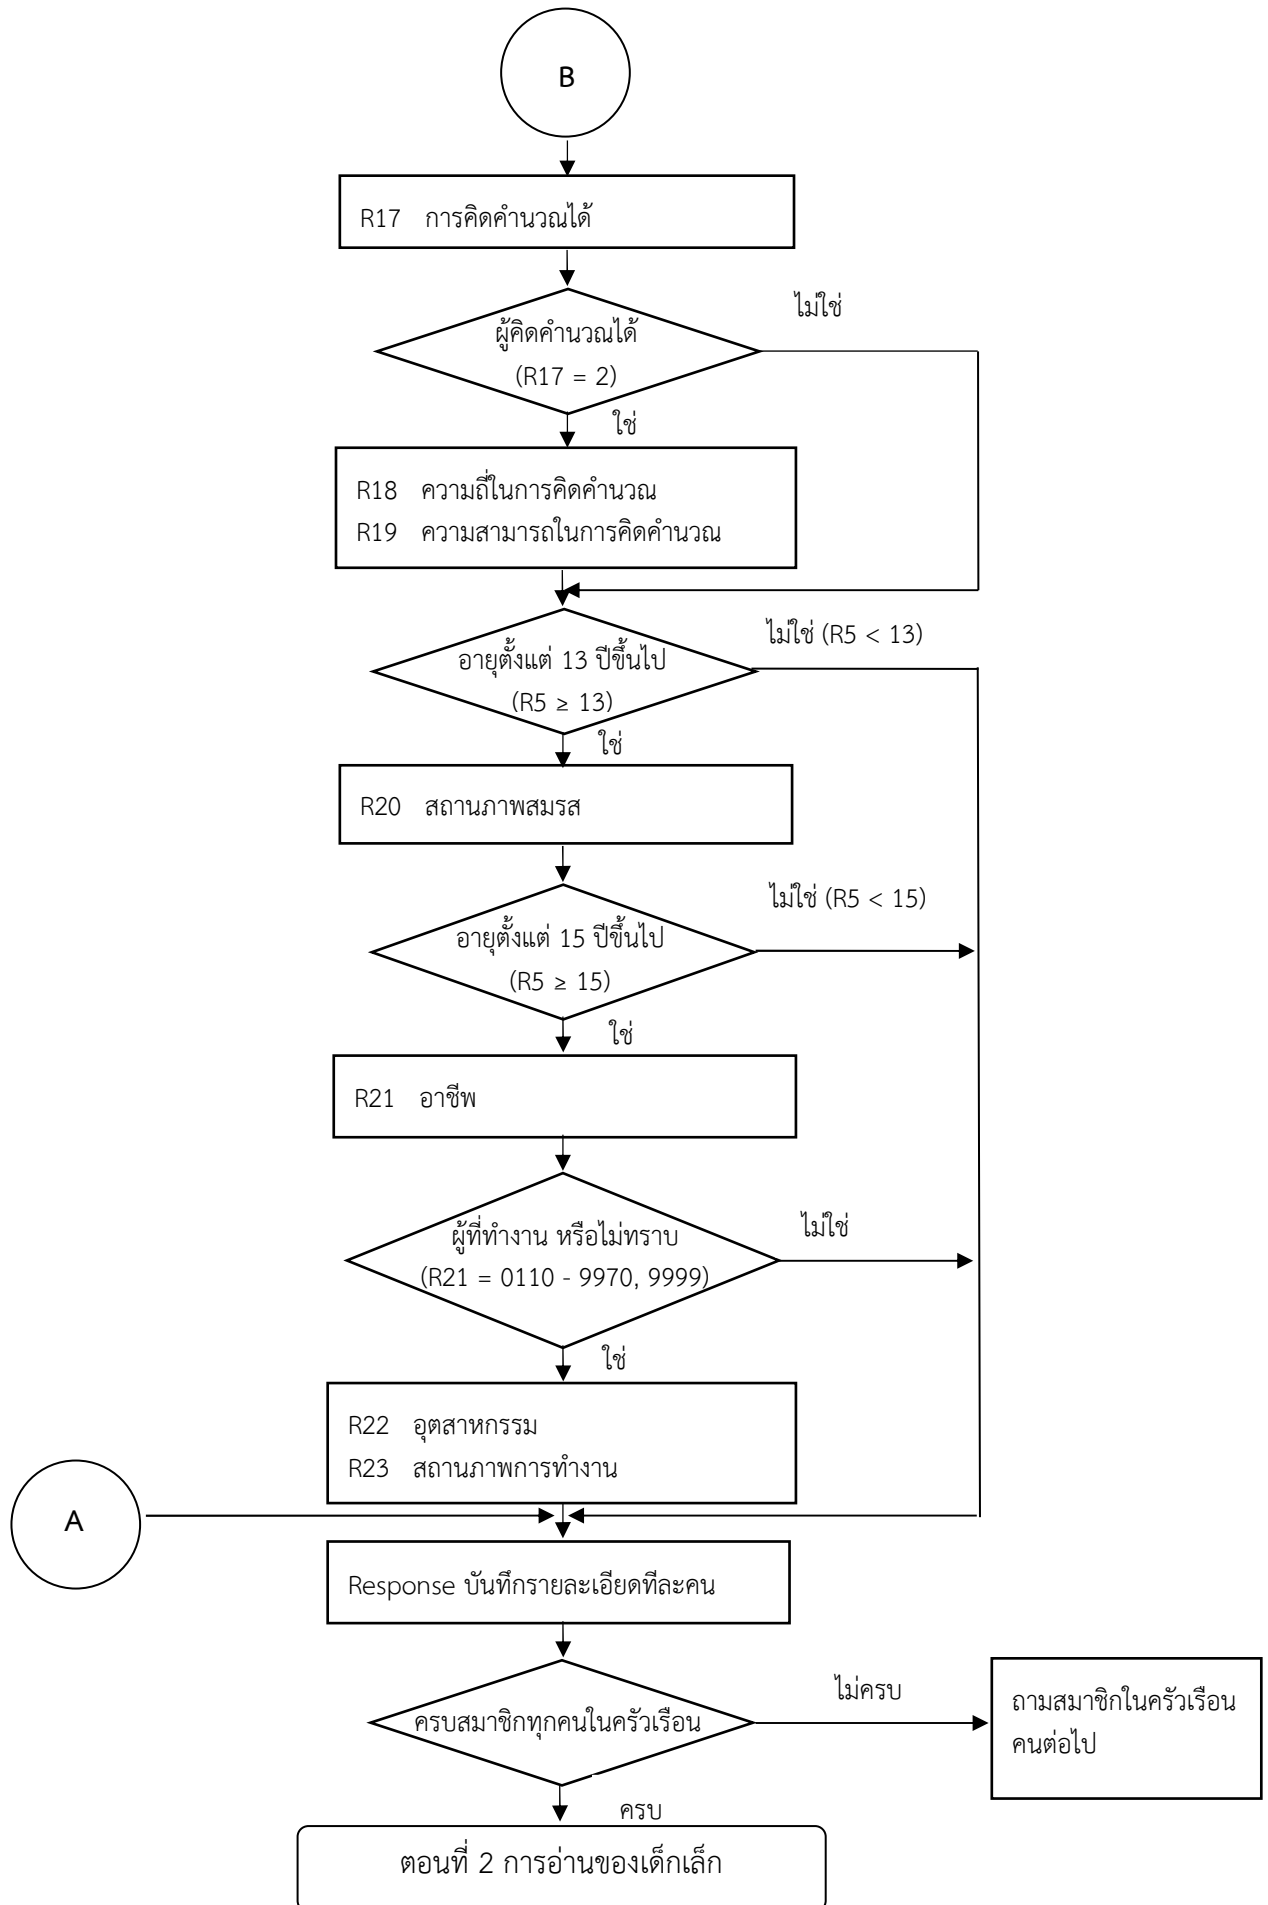 B
R17 การคิดคำนวณได้
ไม่ใช่
ผู้คิดคำนวณได้
(R17 = 2)
ใช่
R18 ความถี่ในการคิดคำนวณ
R19 ความสามารถในการคิดคำนวณ
ไม่ใช่ (R5 < 13)
อายุตั้งแต่ 13 ปีขึ้นไป
(R5 ≥ 13)
ใช่
R20 สถานภาพสมรส
ไม่ใช่ (R5 < 15)
อายุตั้งแต่ 15 ปีขึ้นไป
(R5 ≥ 15)
ใช่
R21 อาชีพ
ไม่ใช่
ผู้ที่ทำงาน หรือไม่ทราบ
(R21 = 0110 - 9970, 9999)
ใช่
R22 อุตสาหกรรม
R23 สถานภาพการทำงาน
A
Response บันทึกรายละเอียดทีละคน
ไม่ครบ
ครบสมาชิกทุกคนในครัวเรือน
ถามสมาชิกในครัวเรือน
คนต่อไป
ครบ
ตอนที่ 2 การอ่านของเด็กเล็ก